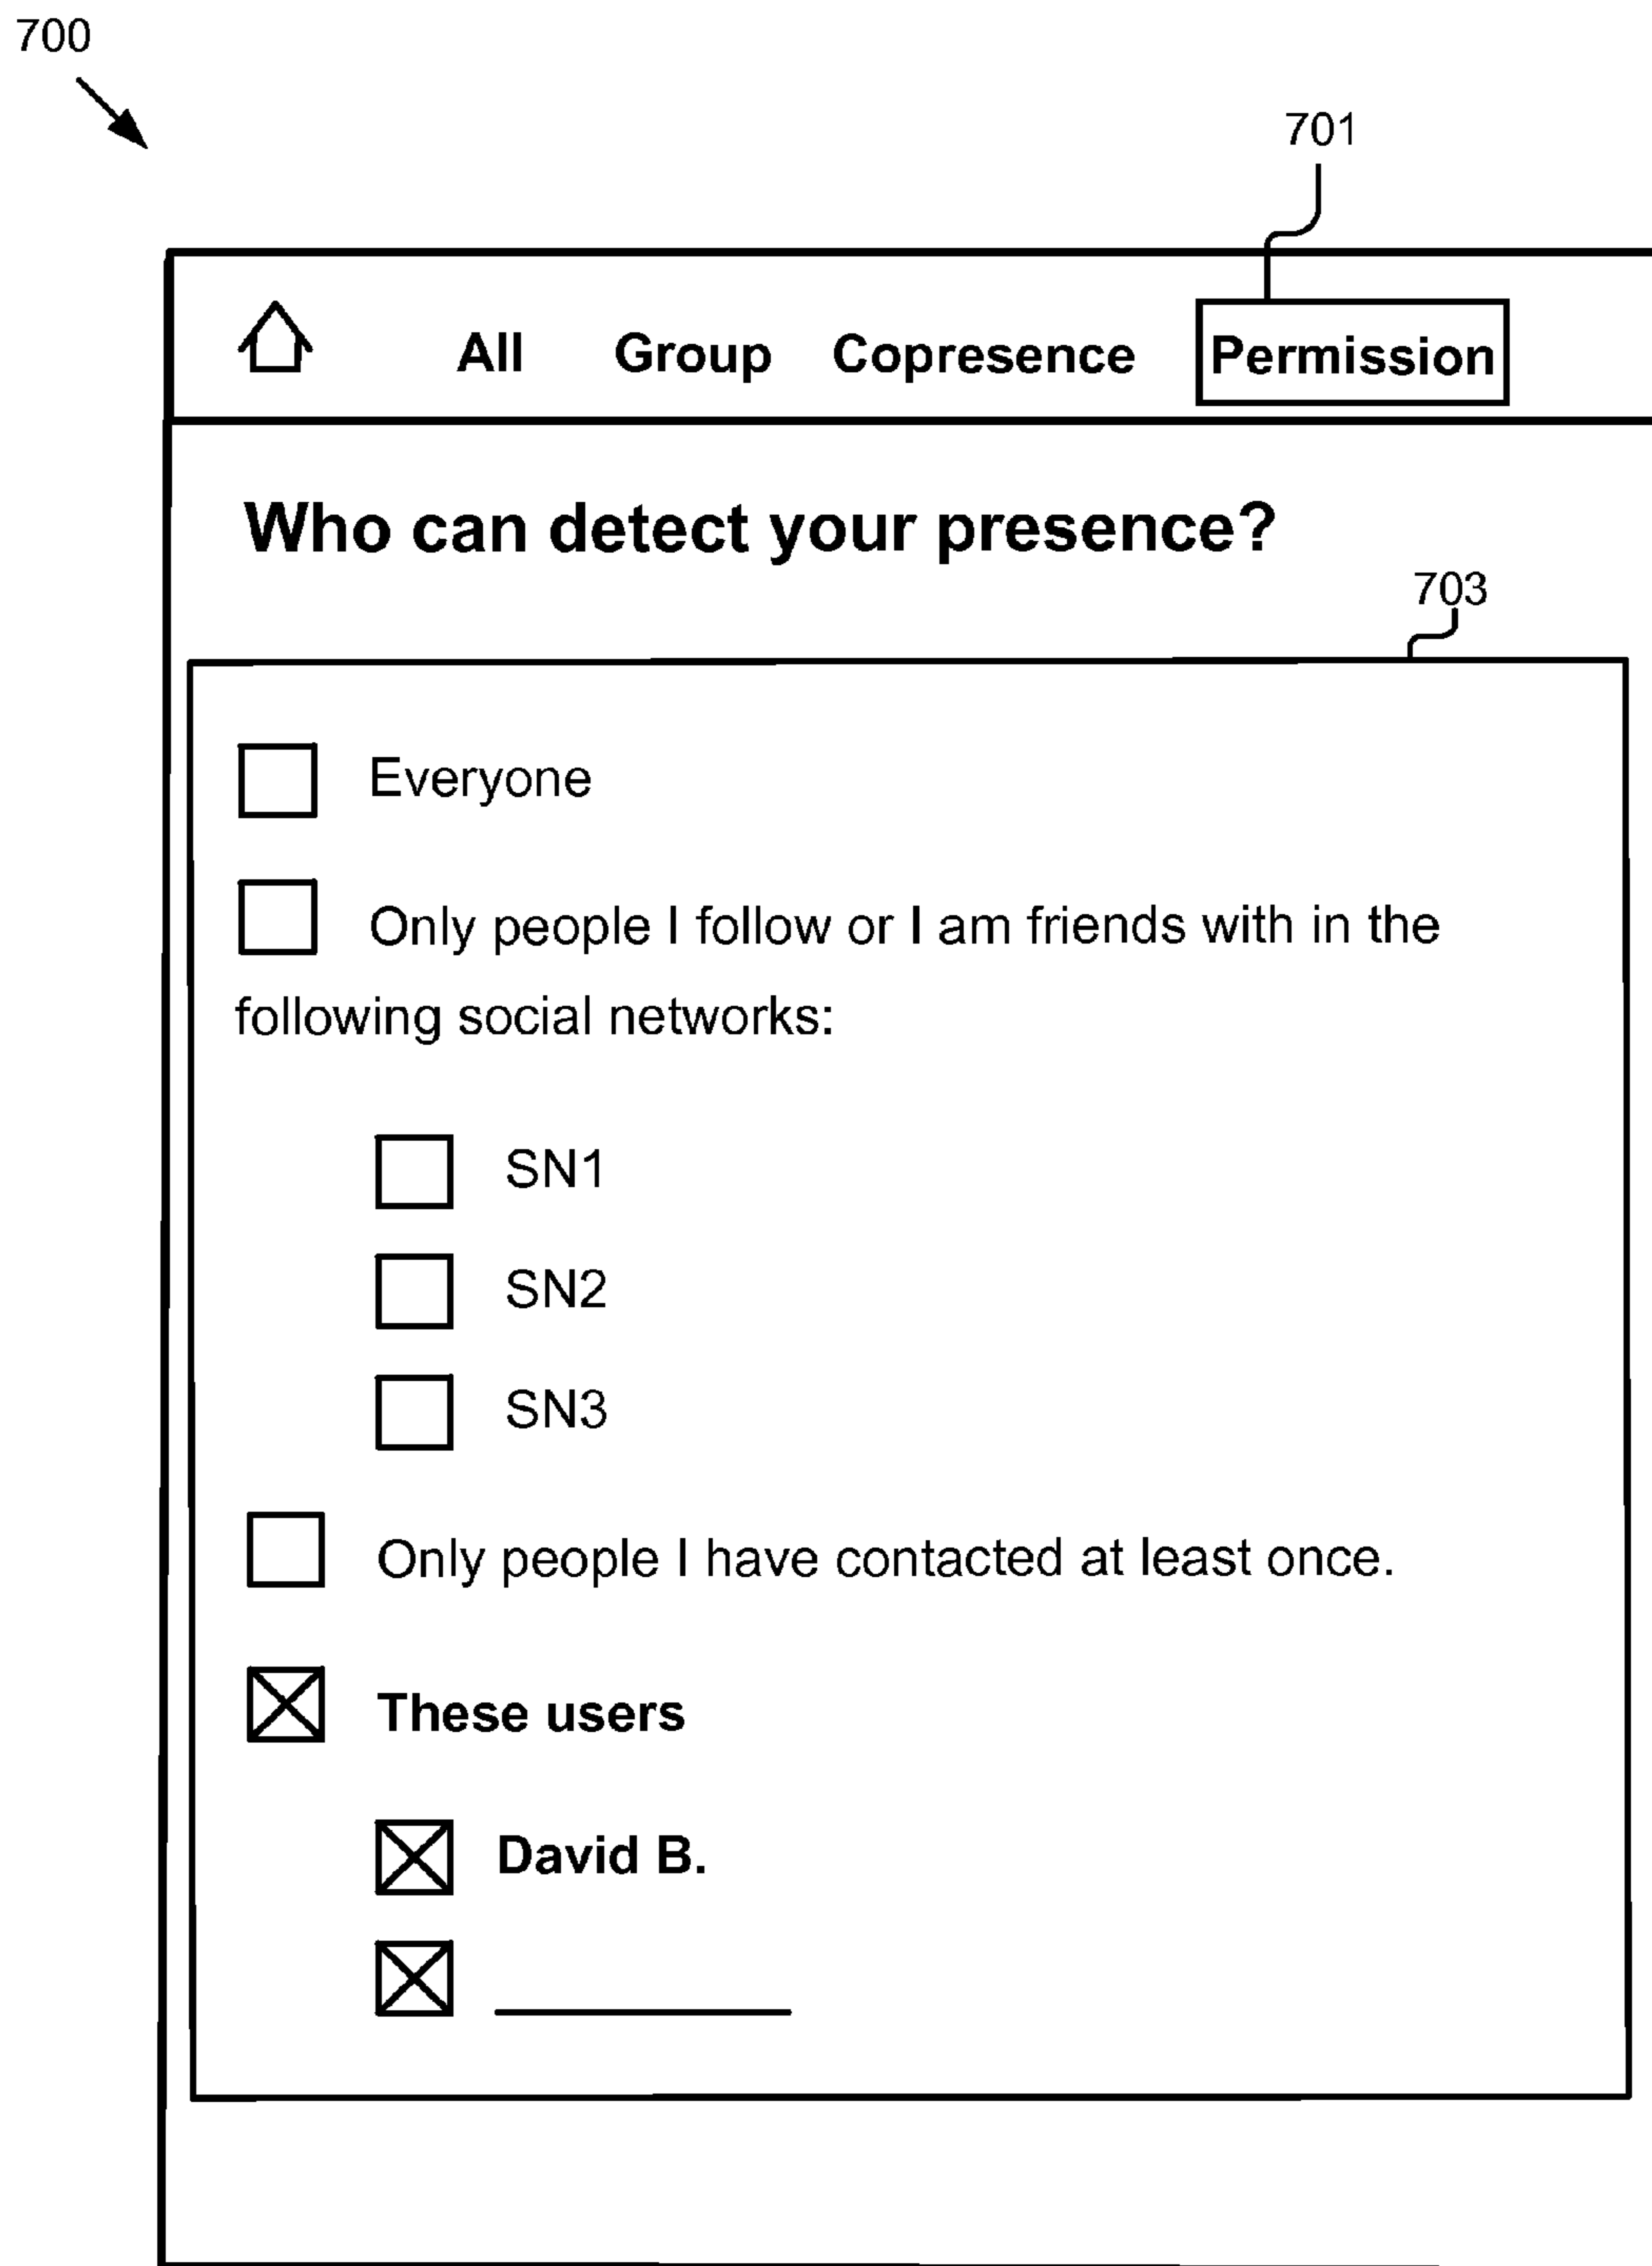 700
701
All Group Copresence Permission
Who can detect your presence?
703
Everyone
Only people I follow or I am friends with in the
following social networks:
SN1
SN2
SN3
Only people I have contacted at least once.
These users
David B.